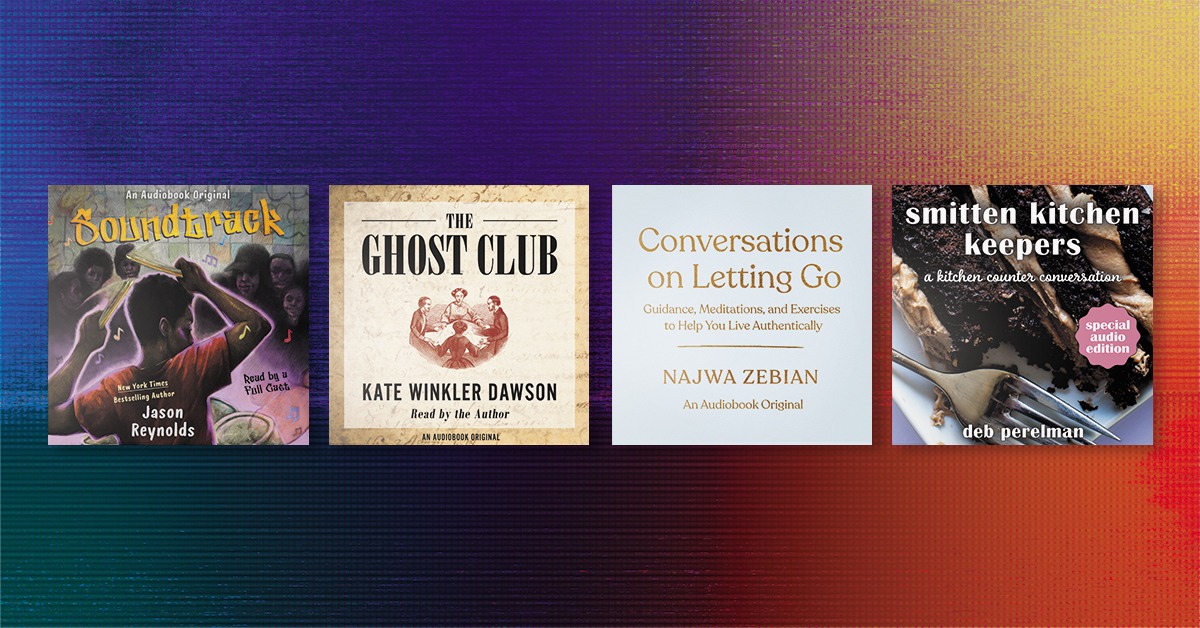 An Audiobook Original
Soundtrack
Read by a
Full Cast
New York Times
Bestselling Author
Jason
Reynolds
THE
GHOST CLUB
KATE WINKLER DAWSON
Read by the Author
AN AUDIOBOOK ORIGINAL
Conversations
on Letting Go
Guidance, Meditations, and Exercises
to Help You Live Authentically
NAJWA ZEBIAN
An Audiobook Original
smitten kitchen
keepers
a kitchen counter conversation
special
audio
edition
deb perelman